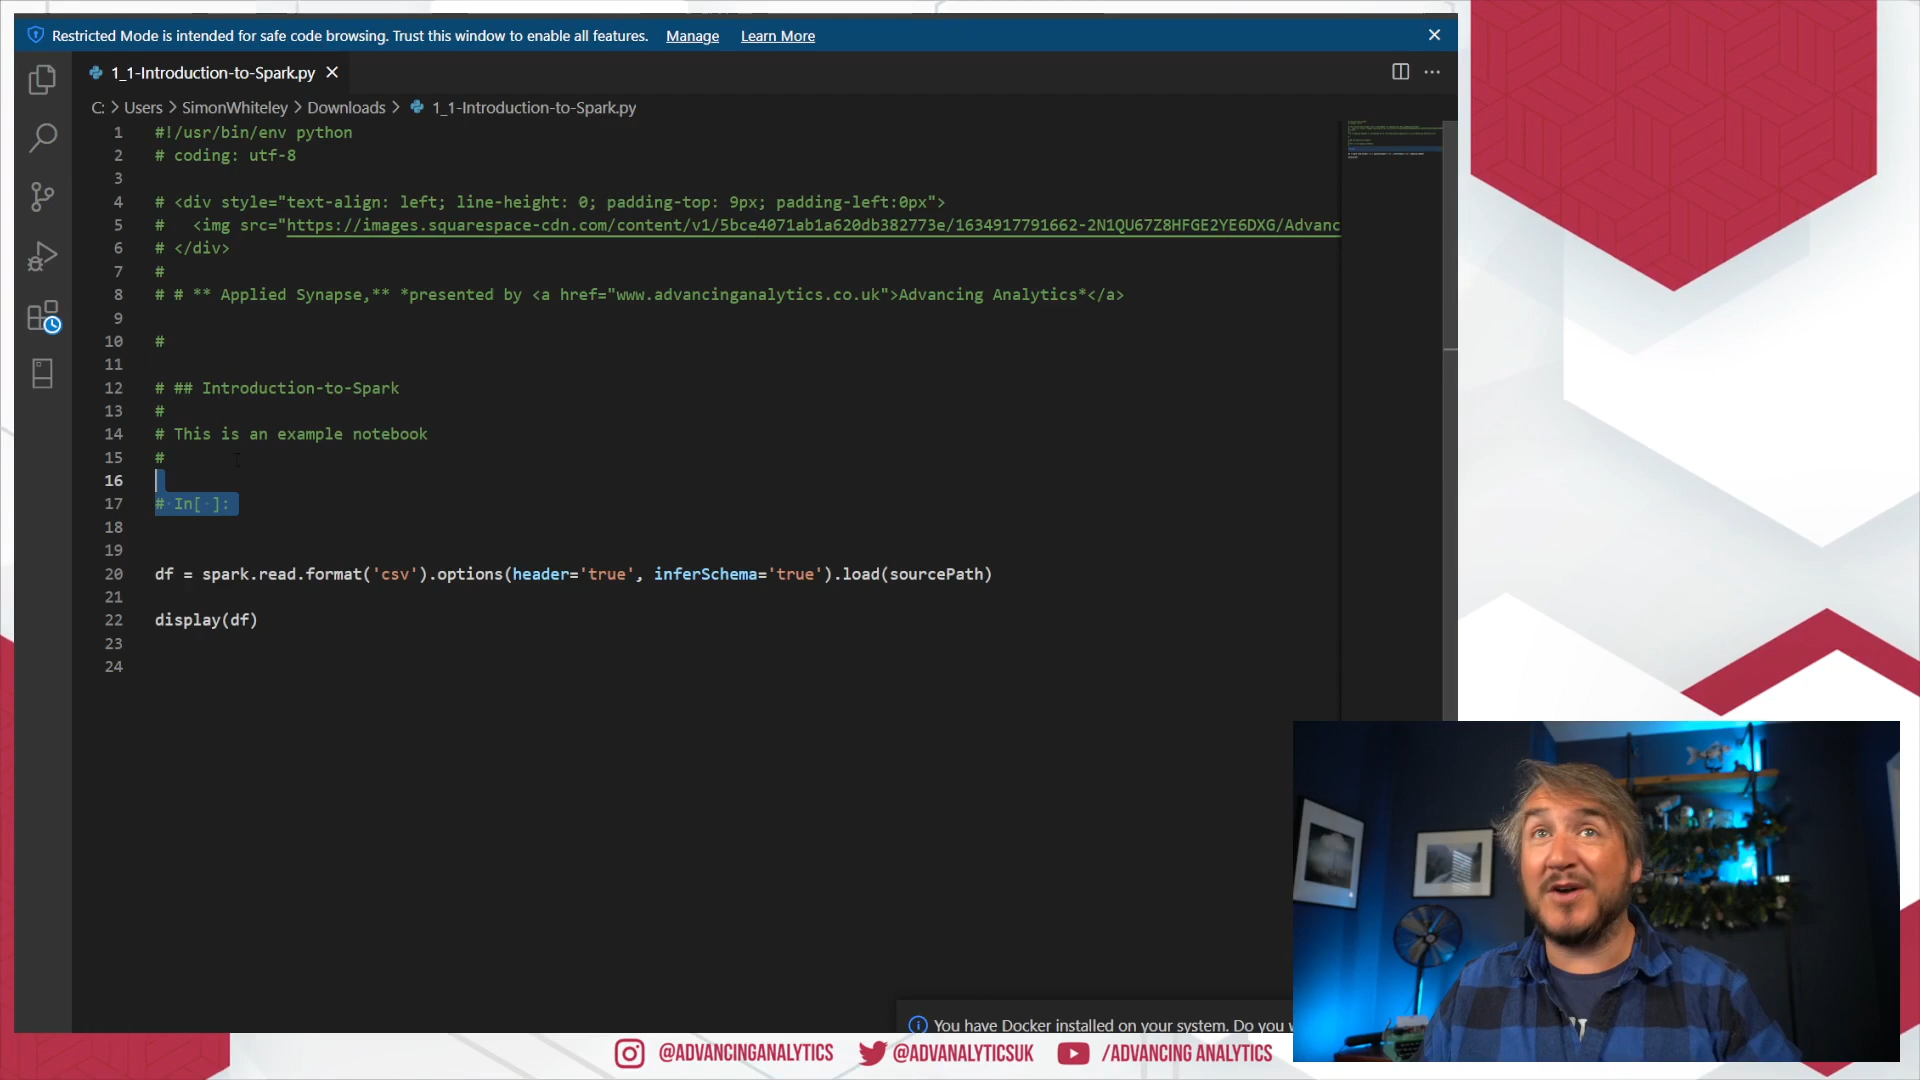 Restricted Mode is intended for safe code browsing. Trust this window to enable all features. Manage Learn More
1_1-Introduction-to-Spark.py
C: > Users > SimonWhiteley > Downloads > 1_1-Introduction-to-Spark.py
1 #!/usr/bin/env python
2 # coding: utf-8
3
4 # <div style="text-align: left; line-height: 0; padding-top: 9px; padding-left:0px">
5 #   <img src="https://images.squarespace-cdn.com/content/v1/5bce4071ab1a620db382773e/1634917791662-2N1QU67Z8HFGE2YE6DXG/Advanc
6 # </div>
7 #
8 # # ** Applied Synapse,** *presented by <a href="www.advancinganalytics.co.uk">Advancing Analytics*</a>
9
10 #
11
12 # ## Introduction-to-Spark
13 #
14 # This is an example notebook
15 #
16
17 # In[ ]:
18
19
20 df = spark.read.format('csv').options(header='true', inferSchema='true').load(sourcePath)
21
22 display(df)
23
24
You have Docker installed on your system. Do you
@ADVANCINGANALYTICS @ADVANALYTICSUK /ADVANCING ANALYTICS